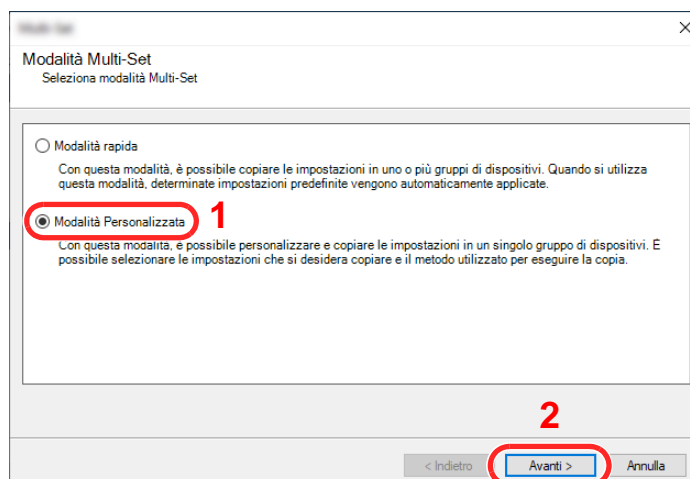 Modalità Multi-Set
Seleziona modalità Multi-Set
Modalità rapida
Con questa modalità, è possibile copiare le impostazioni in uno o più gruppi di dispositivi. Quando si utilizza
questa modalità, determinate impostazioni predefinite vengono automaticamente applicate.
Modalità Personalizzata 1
Con questa modalità, è possibile personalizzare e copiare le impostazioni in un singolo gruppo di dispositivi. È
possibile selezionare le impostazioni che si desidera copiare e il metodo utilizzato per eseguire la copia.
2
< Indietro Avanti > Annulla